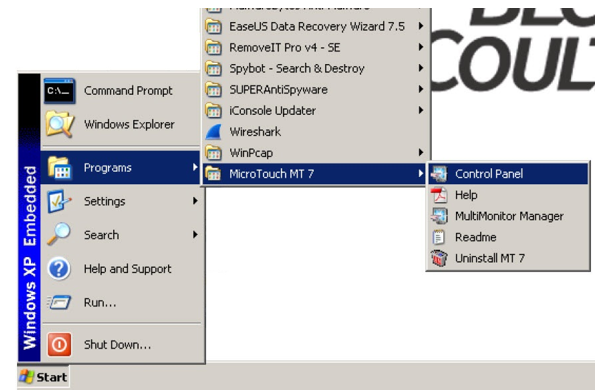 EaseUS Data Recovery Wizard 7.5
RemoveIT Pro v4 - SE
Spybot - Search & Destroy
SUPERAntiSpyware
iConsole Updater
Wireshark
WinPcap
MicroTouch MT 7
Control Panel
Help
MultiMonitor Manager
Readme
Uninstall MT 7
Command Prompt
Windows Explorer
Programs
Settings
Search
Help and Support
Run...
Shut Down...
Windows XP Embedded
Start
COUL